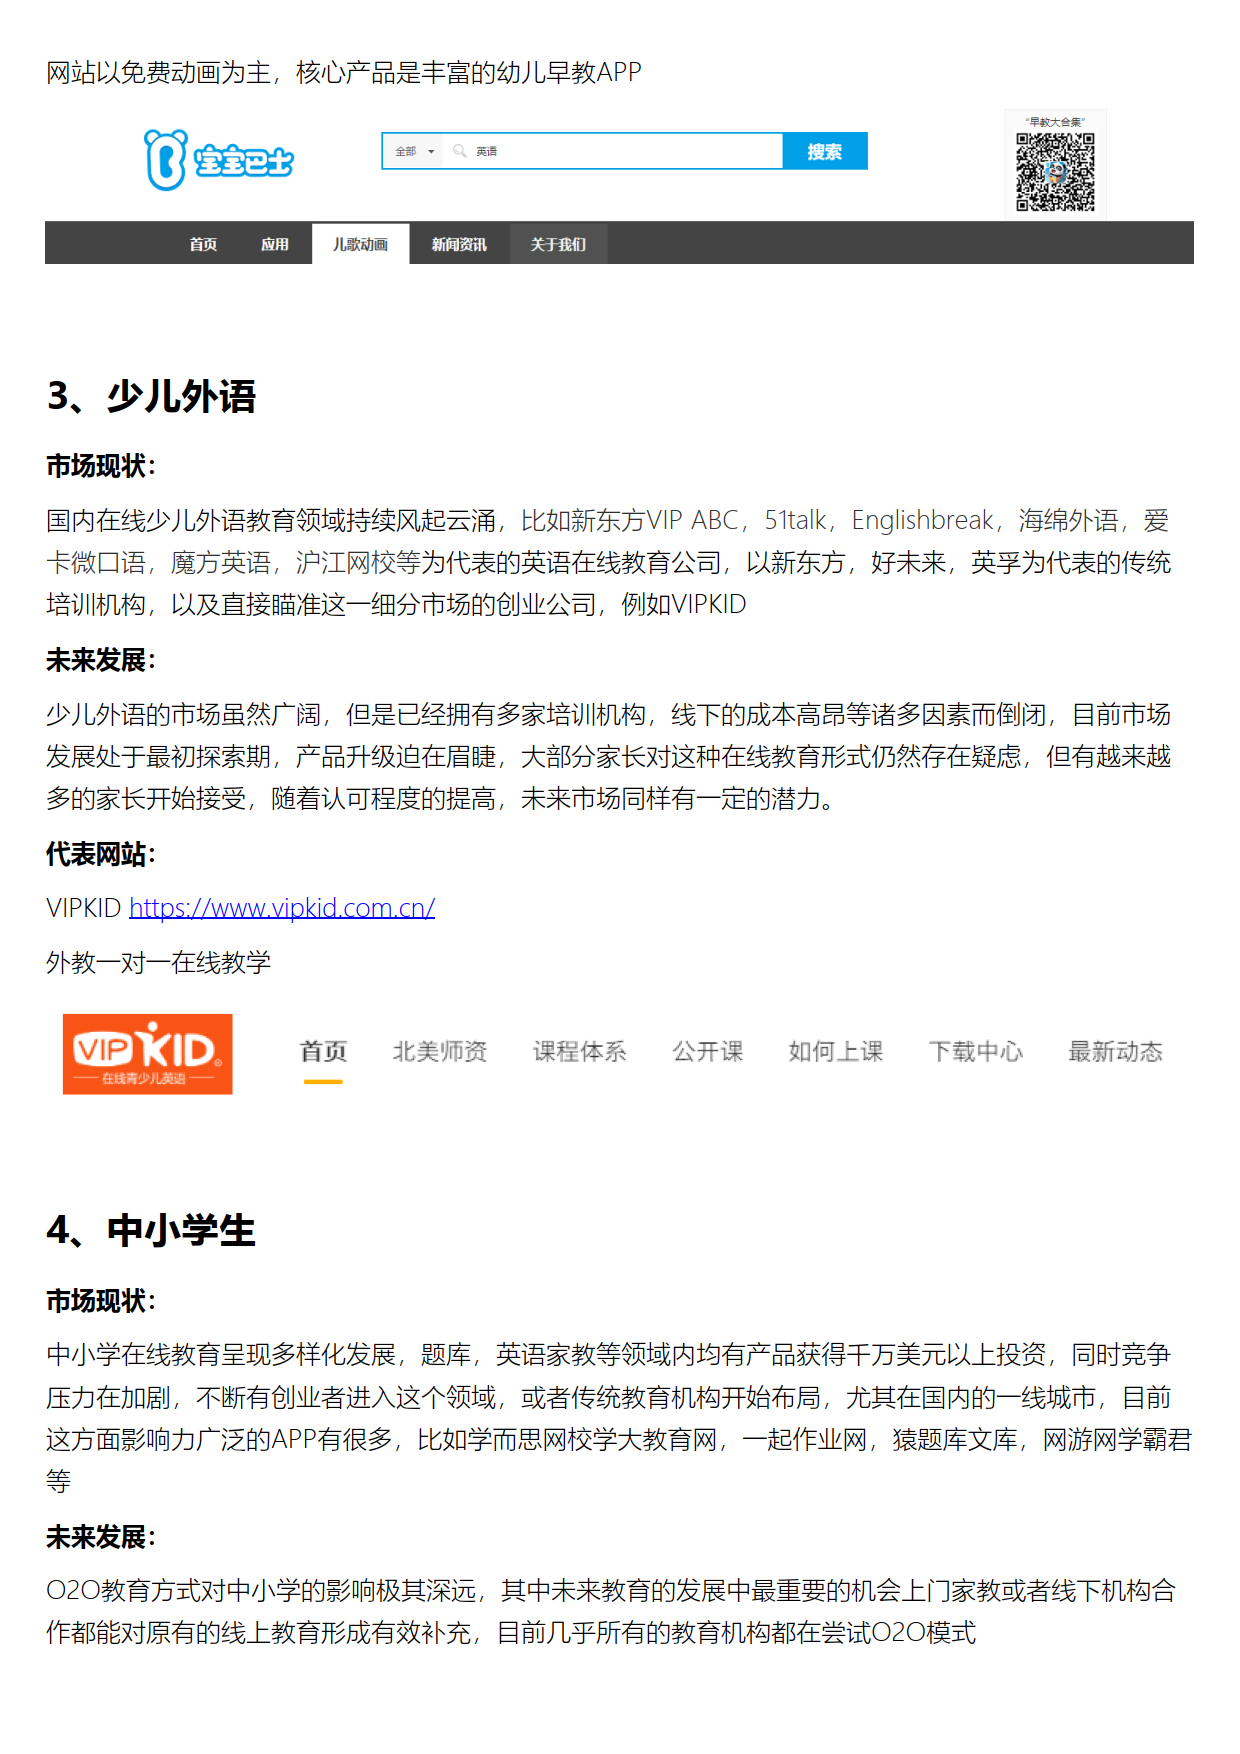 网站以免费动画为主，核心产品是丰富的幼儿早教APP
宝宝巴士
全部
英语
搜索
“早教大合集”
首页 应用 儿歌动画 新闻资讯 关于我们
3、少儿外语
市场现状：
国内在线少儿外语教育领域持续风起云涌，比如新东方VIP ABC，51talk，Englishbreak，海绵外语，爱
卡微口语，魔方英语，沪江网校等为代表的英语在线教育公司，以新东方，好未来，英孚为代表的传统
培训机构，以及直接瞄准这一细分市场的创业公司，例如VIPKID
未来发展：
少儿外语的市场虽然广阔，但是已经拥有多家培训机构，线下的成本高昂等诸多因素而倒闭，目前市场
发展处于最初探索期，产品升级迫在眉睫，大部分家长对这种在线教育形式仍然存在疑虑，但有越来越
多的家长开始接受，随着认可程度的提高，未来市场同样有一定的潜力。
代表网站：
VIPKID https://www.vipkid.com.cn/
外教一对一在线教学
VIPKID®
在线青少儿英语
首页 北美师资 课程体系 公开课 如何上课 下载中心 最新动态
4、中小学生
市场现状：
中小学在线教育呈现多样化发展，题库，英语家教等领域内均有产品获得千万美元以上投资，同时竞争
压力在加剧，不断有创业者进入这个领域，或者传统教育机构开始布局，尤其在国内的一线城市，目前
这方面影响力广泛的APP有很多，比如学而思网校学大教育网，一起作业网，猿题库文库，网游网学霸君
等
未来发展：
O2O教育方式对中小学的影响极其深远，其中未来教育的发展中最重要的机会上门家教或者线下机构合
作都能对原有的线上教育形成有效补充，目前几乎所有的教育机构都在尝试O2O模式